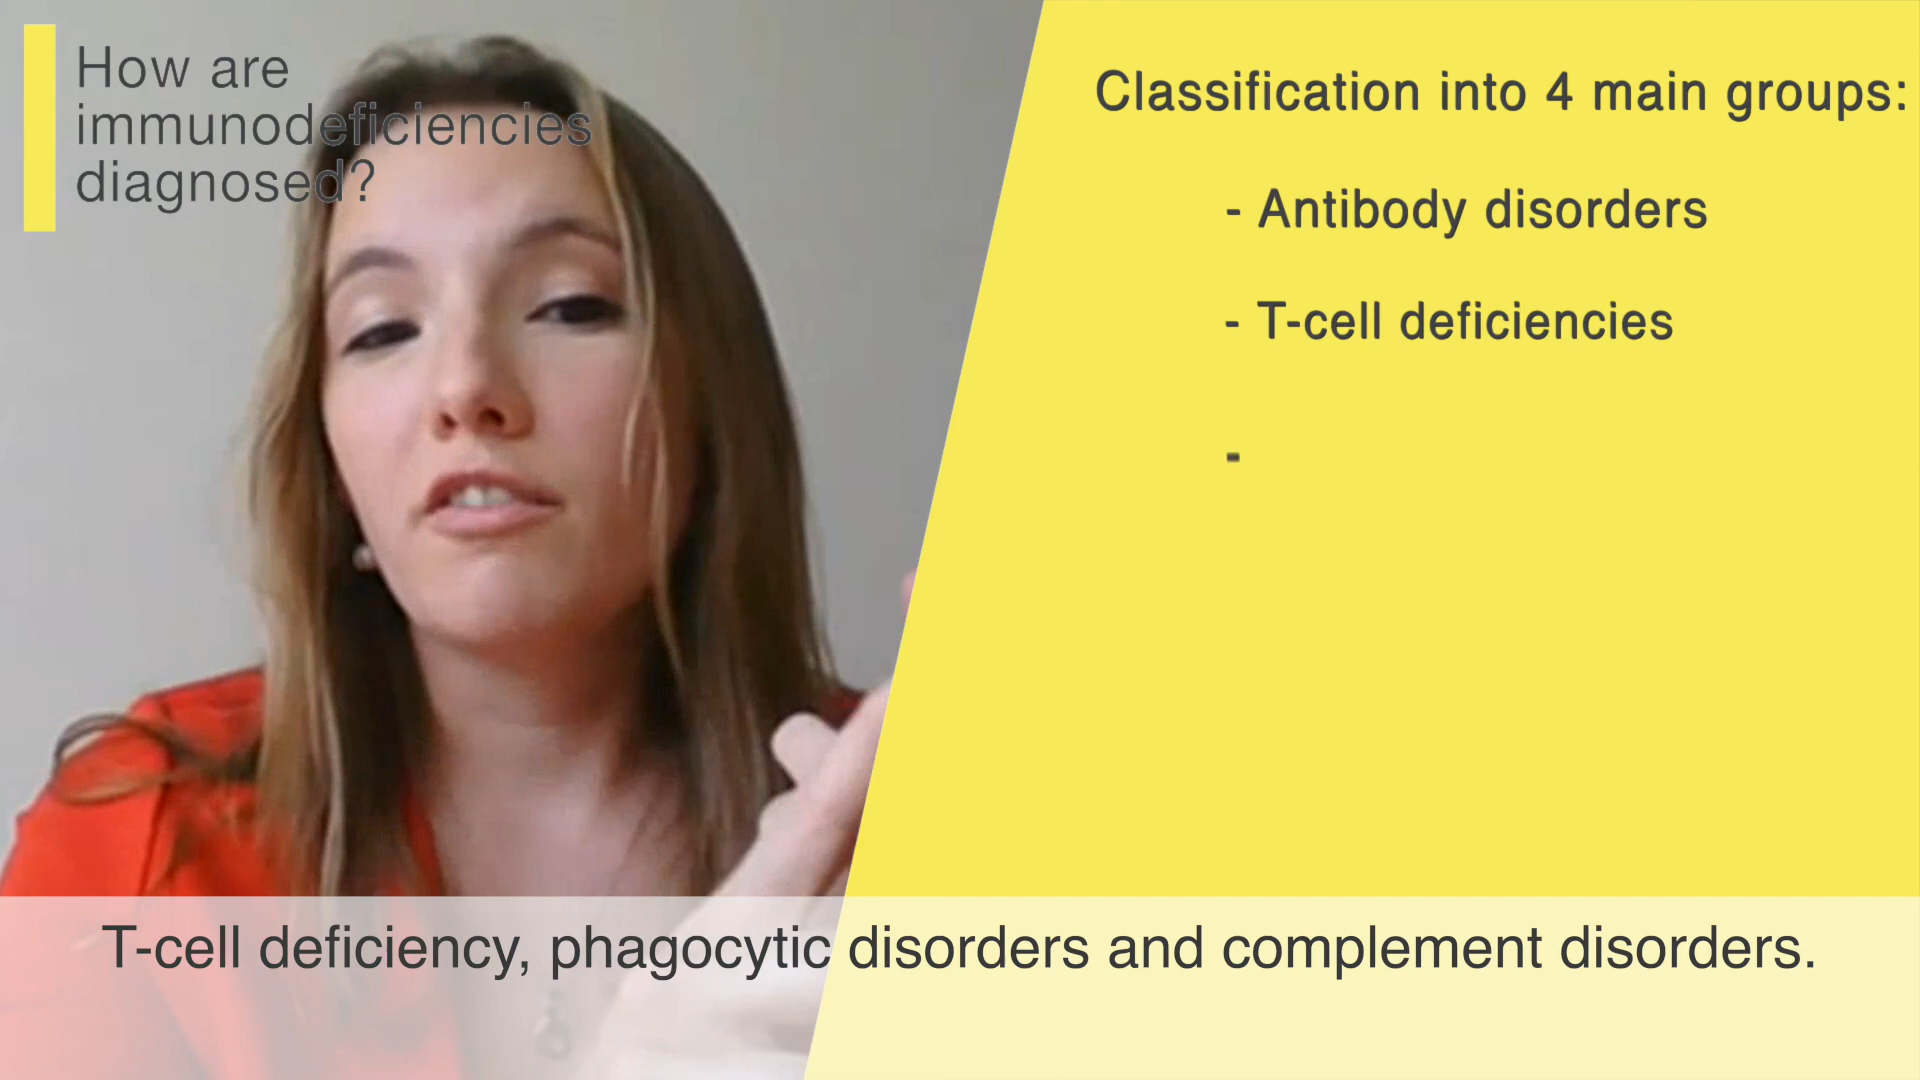 How are
immunodeficiencies
diagnosed?
Classification into 4 main groups:
- Antibody disorders
- T-cell deficiencies
-
T-cell deficiency, phagocytic disorders and complement disorders.